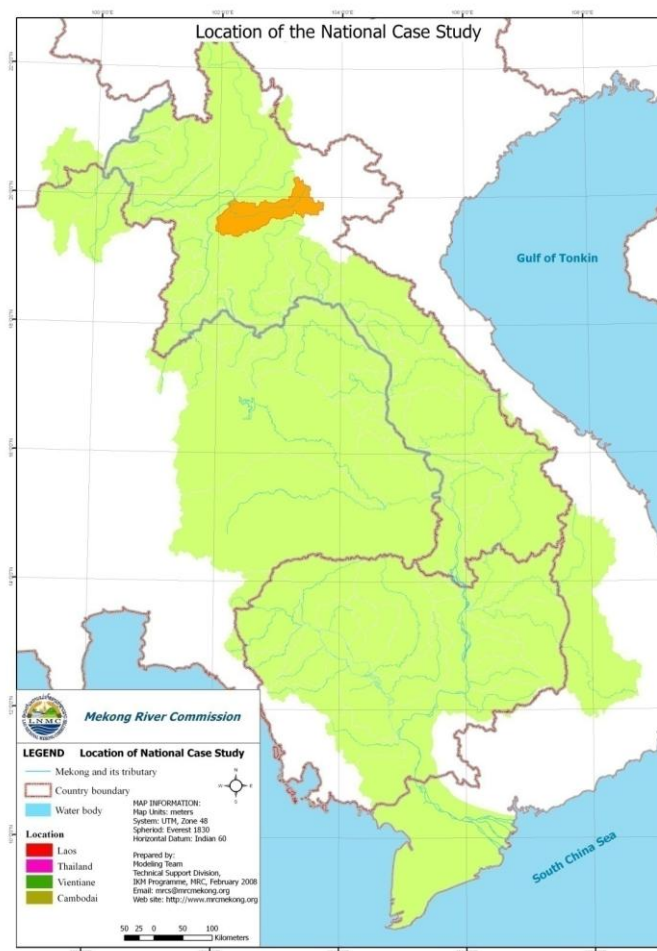 Location of the National Case Study
Gulf of Tonkin
South China Sea
LNMC
Mekong River Commission
LEGEND Location of National Case Study
Mekong and its tributary
Country boundary
Water body
Location
Laos
Thailand
Vientiane
Cambodai
N
W E
S
MAP INFORMATION:
Map Units: meters
System: UTM, Zone 48
Spheriod: Everest 1830
Horizontal Datum: Indian 60
Prepared by:
Modeling Team
Technical Support Division,
IKM Programme, MRC, February 2008
Email: mrcs@mrcmekong.org
Web site: http://www.mrcmekong.org
50 25 0 50 100
Kilometers